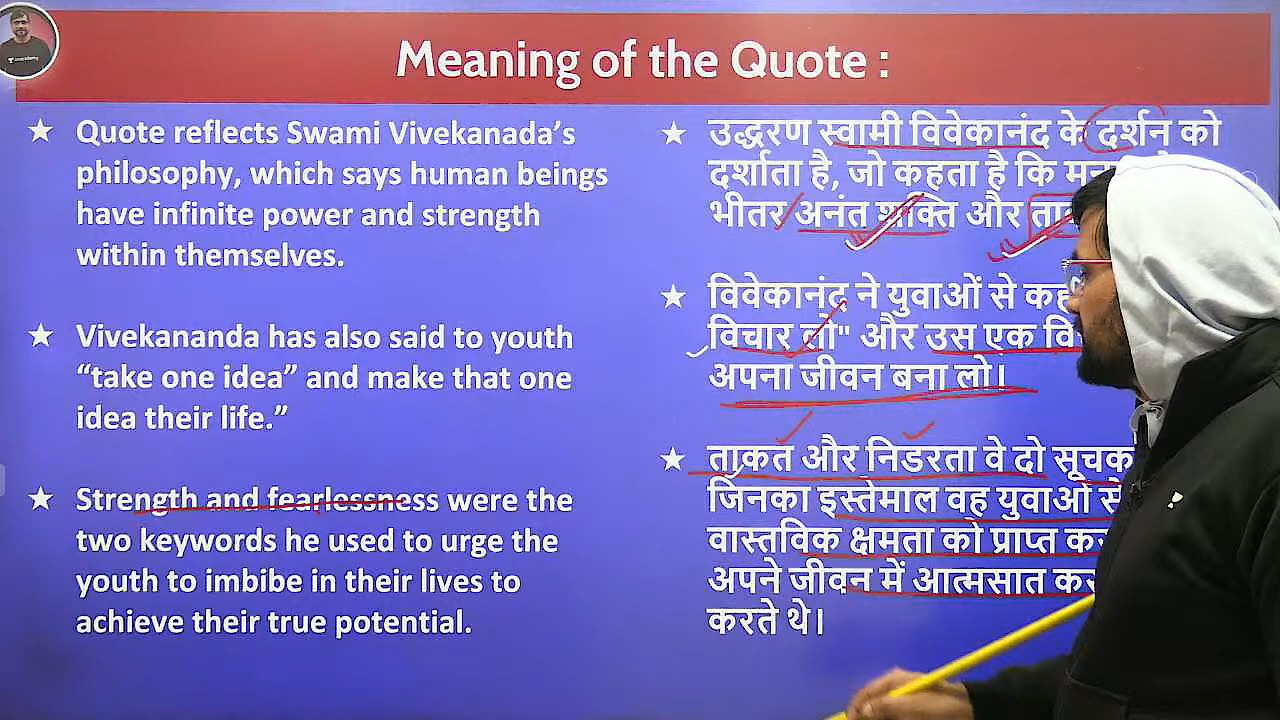 Meaning of the Quote :
★ Quote reflects Swami Vivekanada's
philosophy, which says human beings
have infinite power and strength
within themselves.
★ Vivekananda has also said to youth
“take one idea” and make that one
idea their life.”
★ Strength and fearlessness were the
two keywords he used to urge the
youth to imbibe in their lives to
achieve their true potential.
★ उद्धरण स्वामी विवेकानंद के दर्शन को
दर्शाता है, जो कहता है कि
भीतर अनंत शक्ति और
★ विवेकानंद ने युवाओं से
विचार लो" और उस एक
अपना जीवन बना लो।
★ ताकत और निडरता वे दो सूचक
जिनका इस्तेमाल वह युवाओं से
वास्तविक क्षमता को प्राप्त
अपने जीवन में आत्मसात
करते थे।